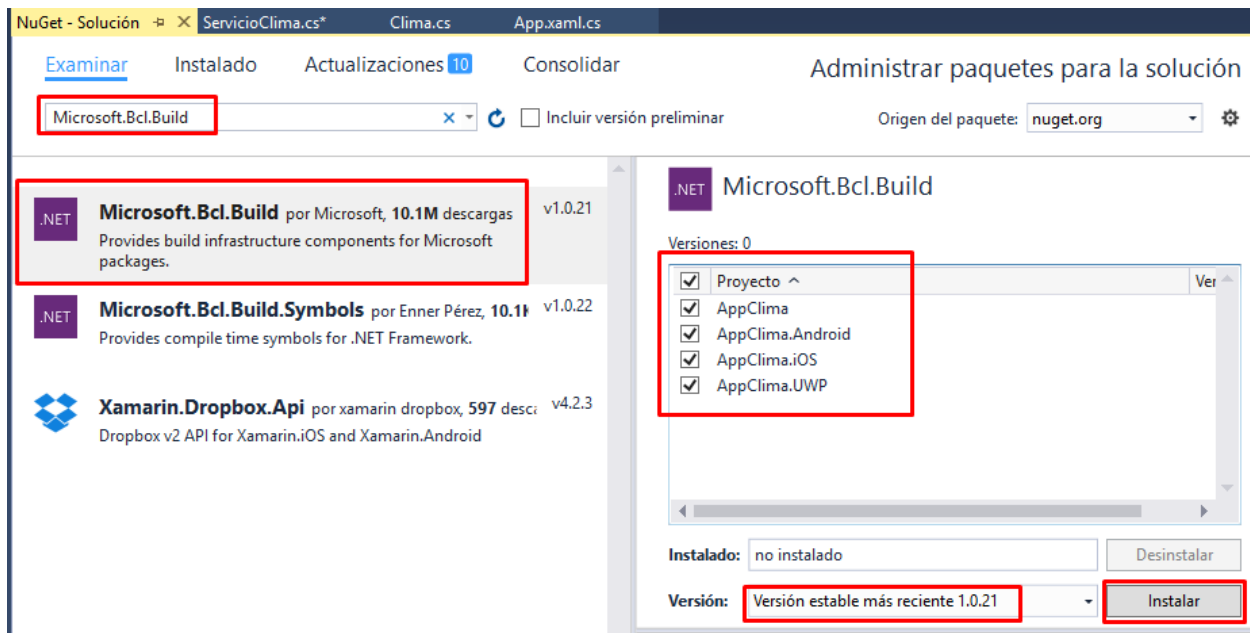 NuGet - Solución
ServicioClima.cs*
Clima.cs
App.xaml.cs
Examinar
Instalado
Actualizaciones 10
Consolidar
Administrar paquetes para la solución
Microsoft.Bcl.Build
Incluir versión preliminar
Origen del paquete: nuget.org
.NET
Microsoft.Bcl.Build por Microsoft, 10.1M descargas
v1.0.21
Provides build infrastructure components for Microsoft
packages.
.NET
Microsoft.Bcl.Build.Symbols por Enner Pérez, 10.1K
v1.0.22
Provides compile time symbols for .NET Framework.
Xamarin.Dropbox.Api por xamarin dropbox, 597
v4.2.3
Dropbox v2 API for Xamarin.iOS and Xamarin.Android
.NET
Microsoft.Bcl.Build
Versiones: 0
Proyecto
Ver
AppClima
AppClima.Android
AppClima.iOS
AppClima.UWP
Instalado: no instalado
Desinstalar
Versión: Versión estable más reciente 1.0.21
Instalar